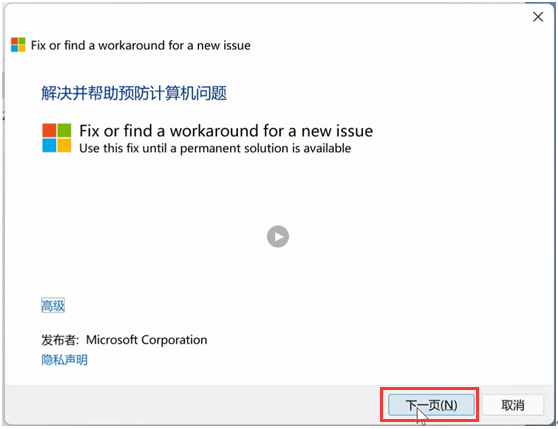 Fix or find a workaround for a new issue
解决并帮助预防计算机问题
Fix or find a workaround for a new issue
Use this fix until a permanent solution is available
高级
发布者: Microsoft Corporation
隐私声明
下一页(N)
取消